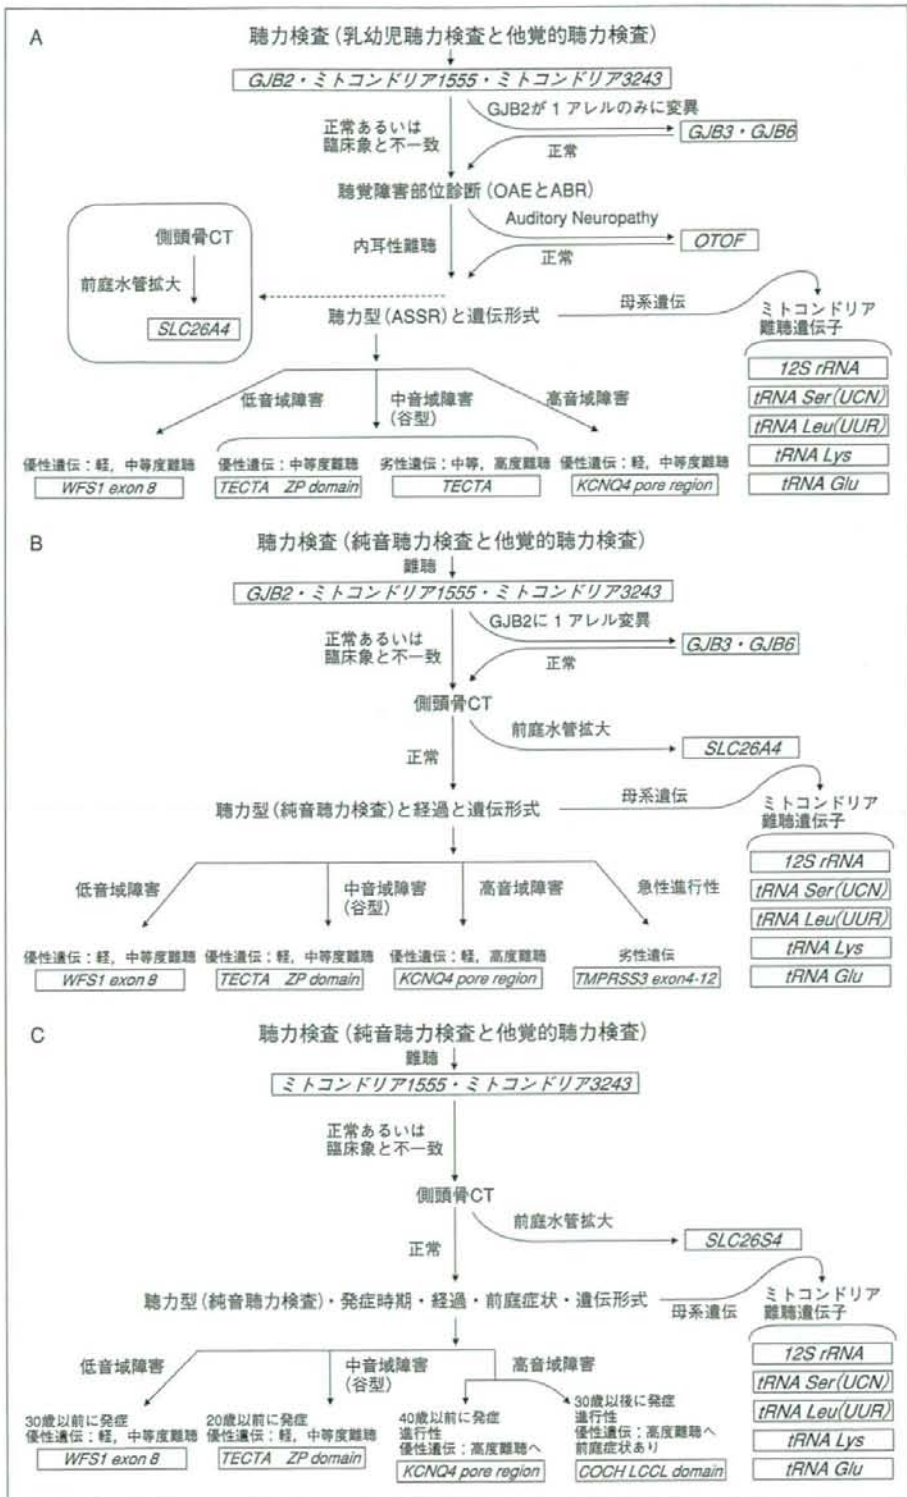 A
聴力検査(乳幼児聴力検査と他覚的聴力検査)
GJB2・ミトコンドリア1555・ミトコンドリア3243
GJB2が1アレルのみに変異
正常あるいは
臨床象と不一致
GJB3・GJB6
正常
聴覚障害部位診断(OAEとABR)
Auditory Neuropathy
側頭骨CT
内耳性難聴
OTOF
正常
前庭水管拡大
SLC26A4
母系遺伝
聴力型(ASSR)と遺伝形式
ミトコンドリア
難聴遺伝子
12S rRNA
tRNA Ser(UCN)
tRNA Leu(UUR)
tRNA Lys
tRNA Glu
低音域障害
中音域障害
(谷型)
高音域障害
優性遺伝:軽,中等度難聴
WFS1 exon 8
優性遺伝:中等度難聴
TECTA ZP domain
劣性遺伝:中等,高度難聴
TECTA
優性遺伝:軽,中等度難聴
KCNQ4 pore region
B
聴力検査(純音聴力検査と他覚的聴力検査)
難聴
GJB2・ミトコンドリア1555・ミトコンドリア3243
GJB2に1アレル変異
正常あるいは
臨床象と不一致
GJB3・GJB6
正常
側頭骨CT
前庭水管拡大
SLC26A4
正常
母系遺伝
聴力型(純音聴力検査)と経過と遺伝形式
ミトコンドリア
難聴遺伝子
12S rRNA
tRNA Ser(UCN)
tRNA Leu(UUR)
tRNA Lys
tRNA Glu
低音域障害
中音域障害
(谷型)
高音域障害
急性進行性
優性遺伝:軽,中等度難聴
WFS1 exon 8
優性遺伝:軽,中等度難聴
TECTA ZP domain
優性遺伝:軽,高度難聴
KCNQ4 pore region
劣性遺伝
TMPRSS3 exon4-12
C
聴力検査(純音聴力検査と他覚的聴力検査)
難聴
ミトコンドリア1555・ミトコンドリア3243
正常あるいは
臨床象と不一致
側頭骨CT
前庭水管拡大
SLC26S4
正常
聴力型(純音聴力検査)・発症時期・経過・前庭症状・遺伝形式
母系遺伝
ミトコンドリア
難聴遺伝子
12S rRNA
tRNA Ser(UCN)
tRNA Leu(UUR)
tRNA Lys
tRNA Glu
低音域障害
中音域障害
(谷型)
高音域障害
30歳以前に発症
優性遺伝:軽,中等度難聴
WFS1 exon 8
20歳以前に発症
優性遺伝:軽,中等度難聴
TECTA ZP domain
40歳以前に発症
進行性
優性遺伝:高度難聴へ
KCNQ4 pore region
30歳以後に発症
進行性
優性遺伝:高度難聴へ
前庭症状あり
COCH LCCL domain